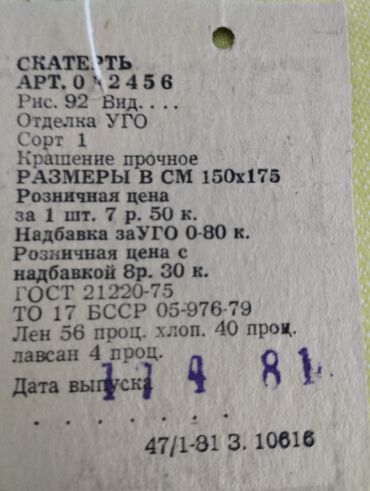 СКАТЕРТЬ
АРТ. 0 2456
Рис. 92 Вид. . . .
Отделка УГО
Сорт 1
Крашение прочное
РАЗМЕРЫ В СМ 150х175
Розничная цена
за 1 шт. 7 р. 50 к.
Надбавка заУГО 0-80 к.
Розничная цена с
надбавкой 8р. 30 к.
ГОСТ 21220-75
ТО 17 БССР 05-976-79
Лен 56 проц. хлоп. 40 проц.
лавсан 4 проц.
Дата выпуска 81
. . . . . . .
47/1-81 З. 10616